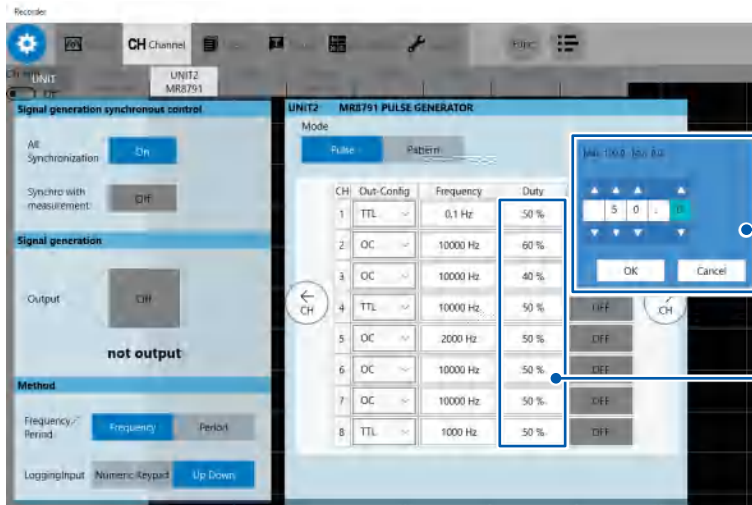 Recorder
CH Channel
UNIT
UNIT2
MR8791
Signal generation synchronous control
All
Synchronization
On
Synchro with
measurement
Off
Signal generation
Output
Off
not output
Method
Frequency/
Period
Frequency
Period
LoggingInput
Numeric Keypad
Up Down
UNIT2 MR8791 PULSE GENERATOR
Mode
Pulse
Pattern
CH Out-Config Frequency Duty
1 TTL 0.1 Hz 50 %
2 OC 10000 Hz 60 %
3 OC 10000 Hz 40 %
4 TTL 10000 Hz 50 % OFF
5 OC 2000 Hz 50 % OFF
6 OC 10000 Hz 50 % OFF
7 OC 10000 Hz 50 % OFF
8 TTL 1000 Hz 50 % OFF
CH
CH
50.0
OK
Cancel